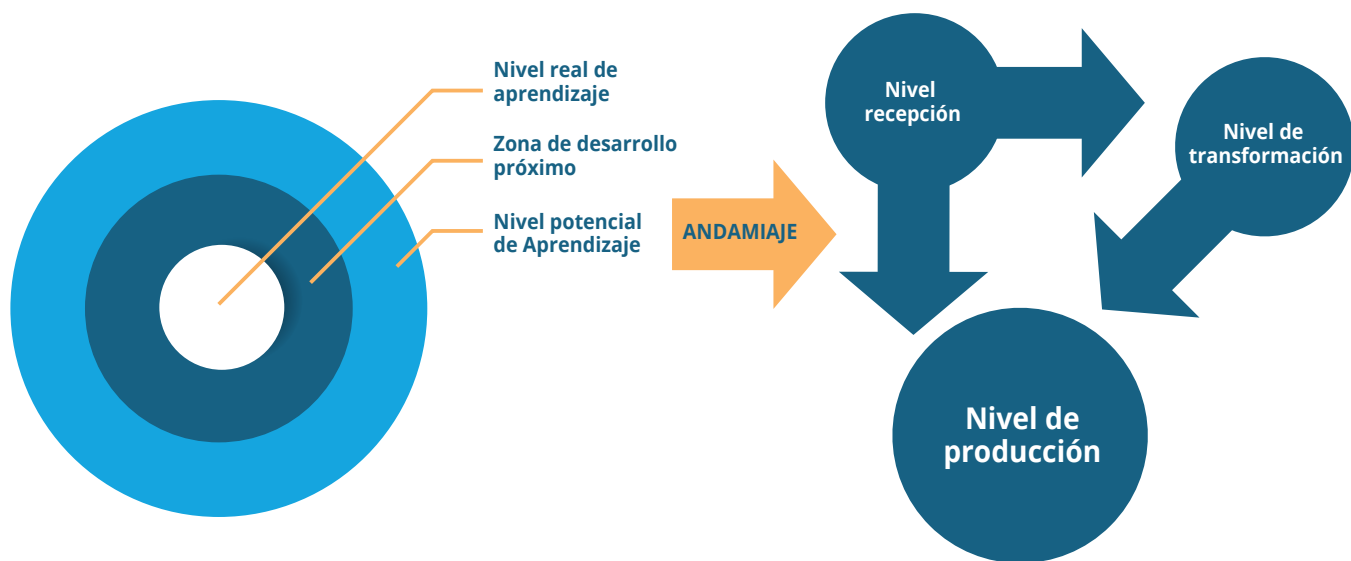 Nivel real de
aprendizaje
Zona de desarrollo
próximo
Nivel potencial
de Aprendizaje
ANDAMIAJE
Nivel
recepción
Nivel de
transformación
Nivel de
producción